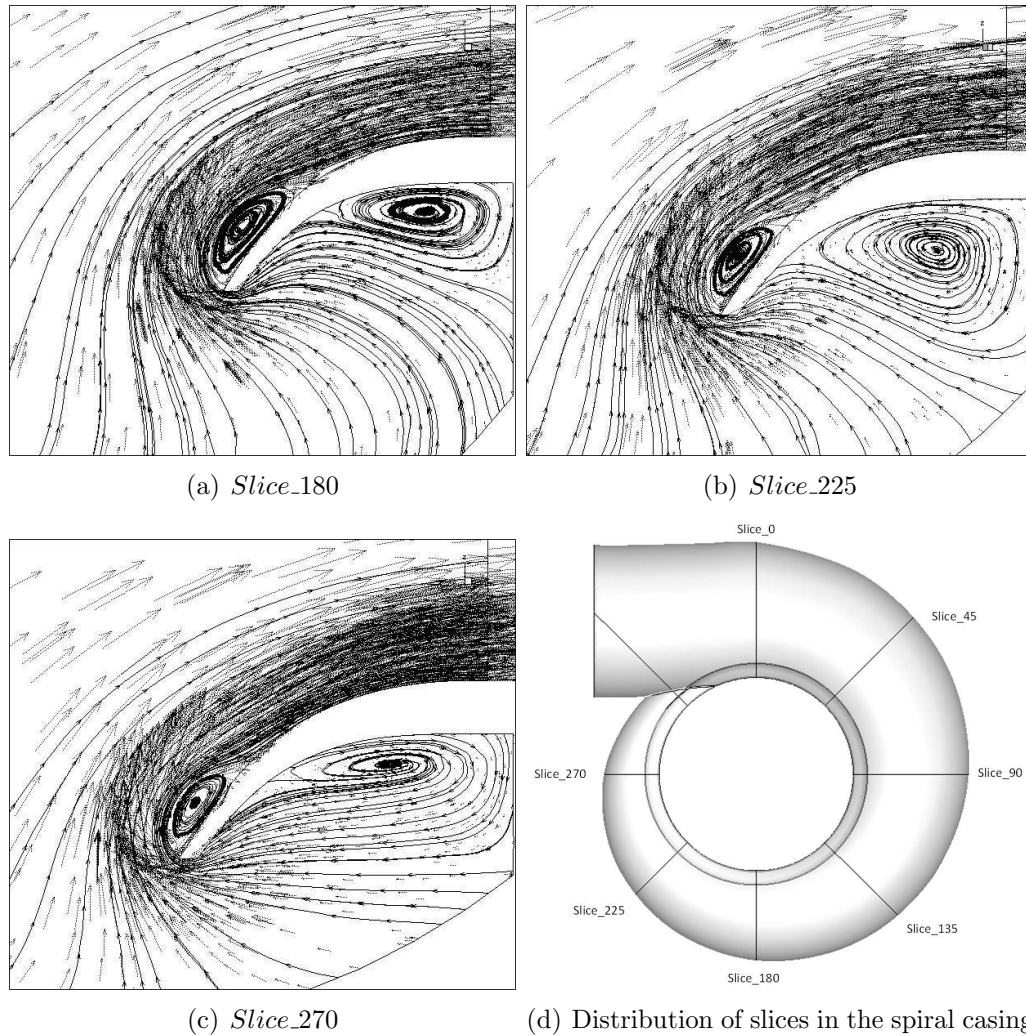 z
z
(a) Slice_180
(b) Slice_225
z
Slice_0
Slice_45
Slice_270
Slice_90
Slice_225
Slice_135
Slice_180
(c) Slice_270
(d) Distribution of slices in the spiral casing